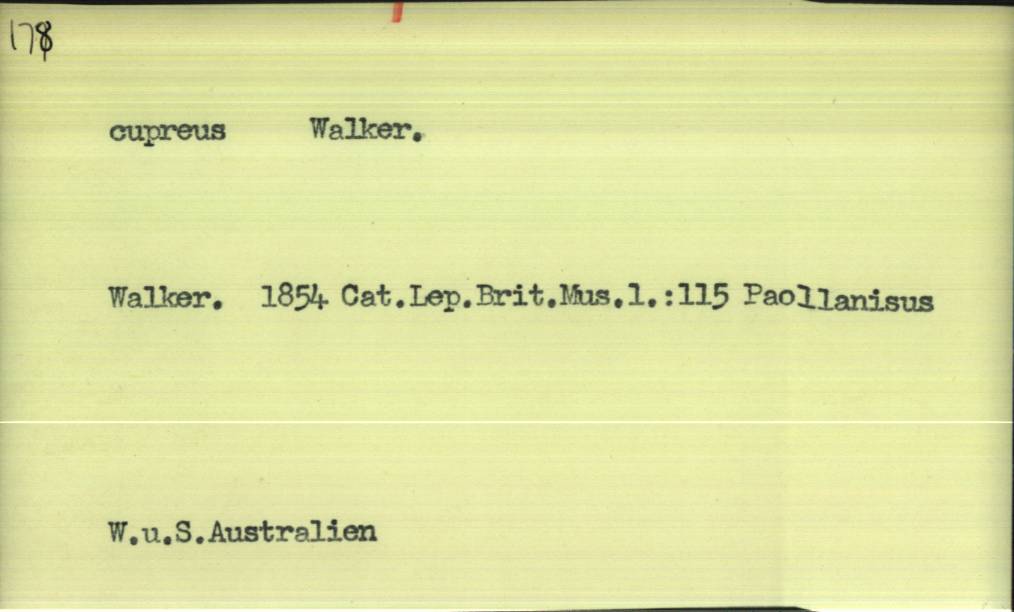 178
cupreus Walker.
Walker. 1854 Cat.Lep.Brit.Mus.1.:115 Paollanisus
W.u.S.Australien